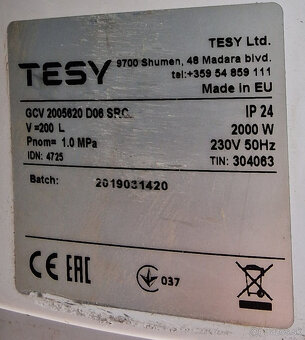 TESY
TESY Ltd.
9700 Shumen, 48 Madara blvd.
tel:+359 54 859 111
Made in EU
GCV 2005620 D06 SRC. IP 24
V =200 L 2000 W
Pnom= 1.0 MPa 230V 50Hz
IDN: 4725 TIN: 304063
Batch: 2019031420
CE EAC 037